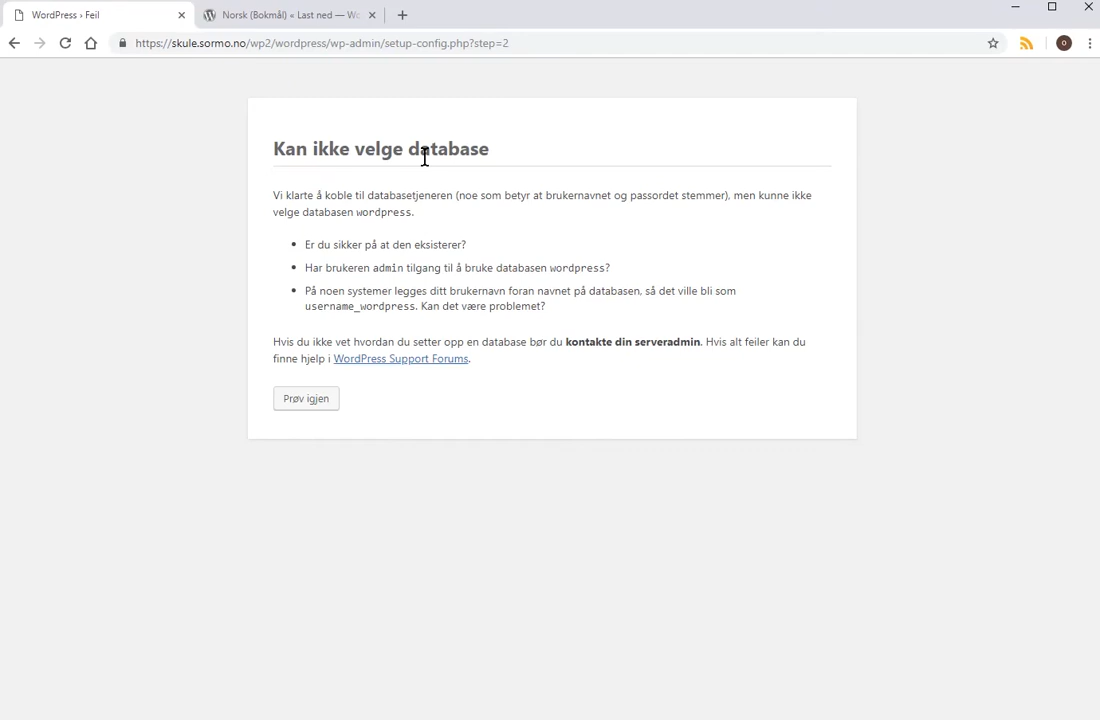 WordPress › Feil
Norsk (Bokmål) « Last ned — Wo
https://skule.sormo.no/wp2/wordpress/wp-admin/setup-config.php?step=2
Kan ikke velge database
Vi klarte å koble til databasetjeneren (noe som betyr at brukernavnet og passordet stemmer), men kunne ikke
velge databasen wordpress.
Er du sikker på at den eksisterer?
Har brukeren admin tilgang til å bruke databasen wordpress?
På noen systemer legges ditt brukernavn foran navnet på databasen, så det ville bli som
username_wordpress. Kan det være problemet?
Hvis du ikke vet hvordan du setter opp en database bør du kontakte din serveradmin. Hvis alt feiler kan du
finne hjelp i WordPress Support Forums.
Prøv igjen